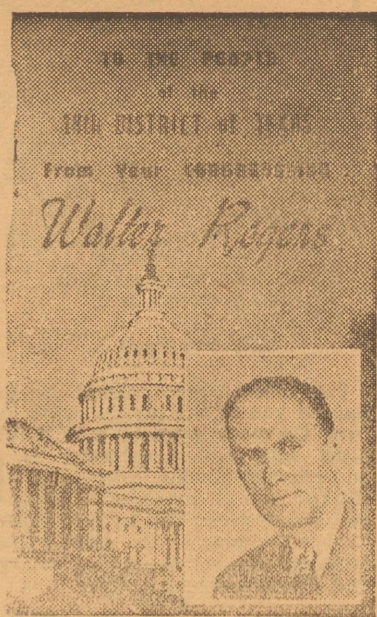 TO THE PEOPLE
of the
18th DISTRICT of TEXAS
from Your CONGRESSMAN
Walter Rogers